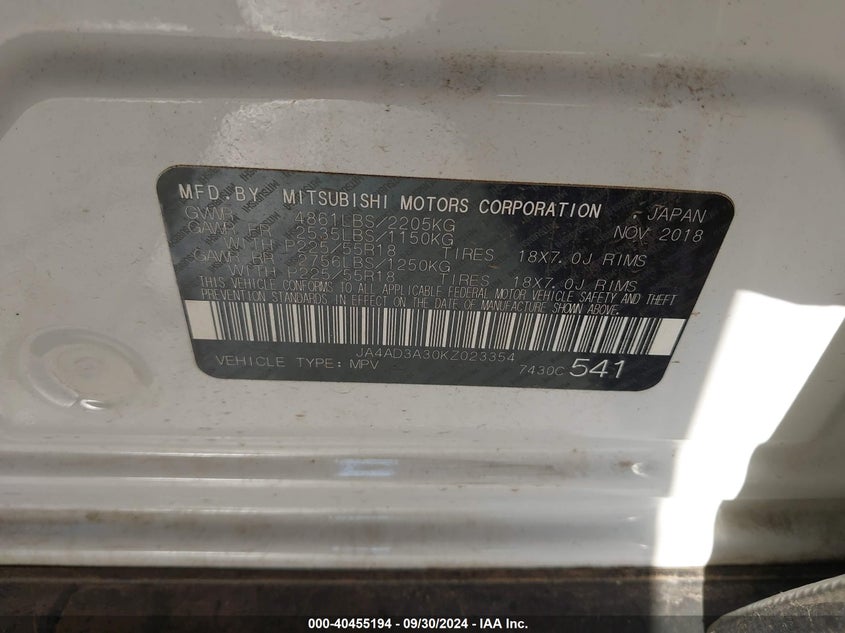 MFD.BY MITSUBISHI MOTORS CORPORATION JAPAN
GVWR 4861LBS/2205KG NOV 2018
GAWR FR 2535LBS/1150KG
WITH P225/55R18 TIRES 18X7.0J RIMS
GAWR RR 2756LBS/1250KG
WITH P225/55R18 TIRES 18X7.0J RIMS
THIS VEHICLE CONFORMS TO ALL APPLICABLE FEDERAL MOTOR VEHICLE SAFETY AND THEFT
PREVENTION STANDARDS IN EFFECT ON THE DATE OF MANUFACTURE SHOWN ABOVE.
JA4AD3A30KZ023354
VEHICLE TYPE: MPV 7430C 541
000-40455194 - 09/30/2024 - IAA Inc.